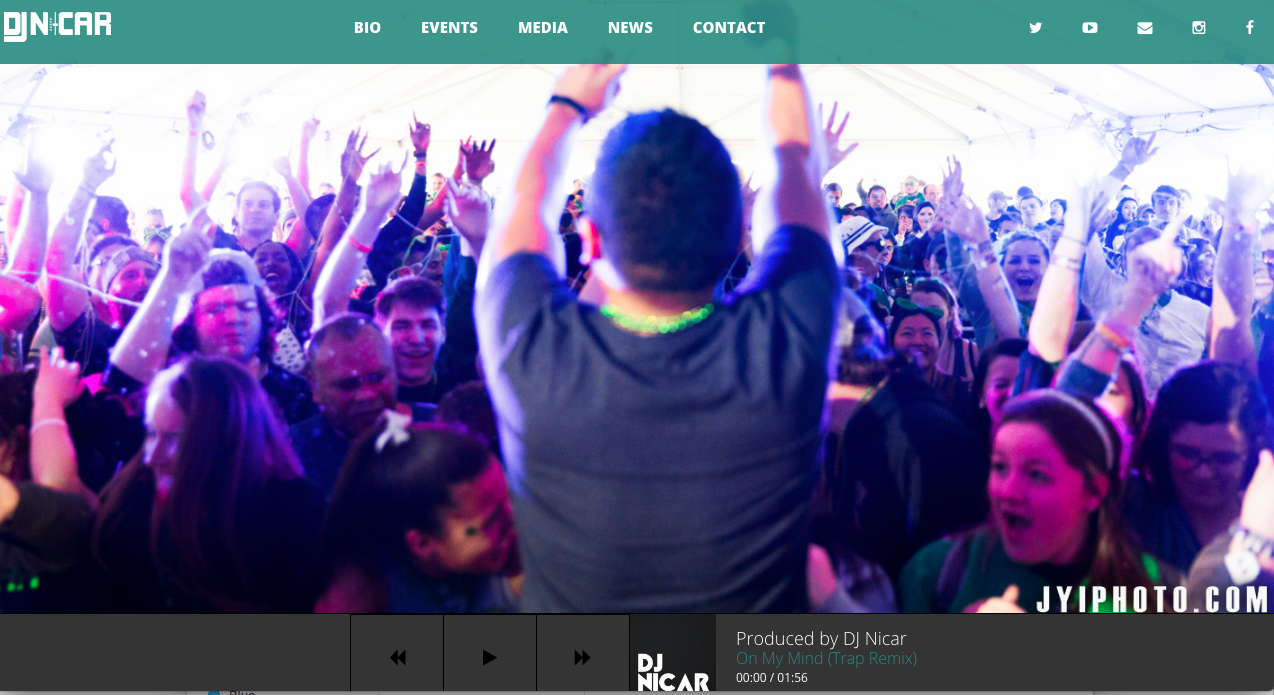 DJ NICAR
BIO EVENTS MEDIA NEWS CONTACT
JYIPHOTO.COM
DJ
NICAR
Produced by DJ Nicar
On My Mind (Trap Remix)
00:00 / 01:56
Blue